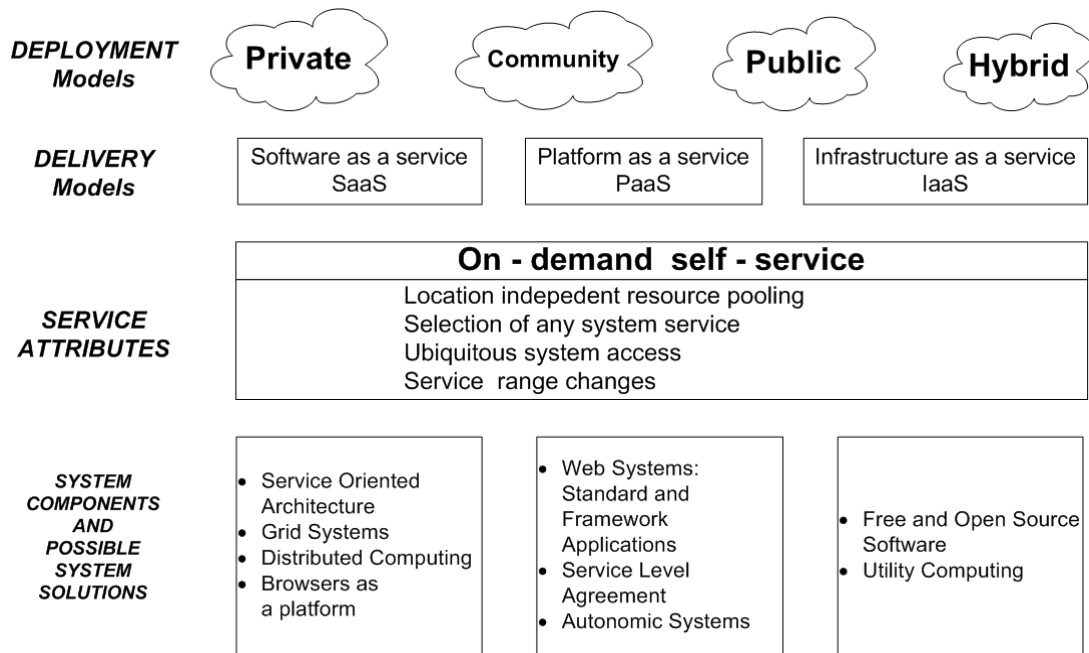 DEPLOYMENT
Models
Private
Community
Public
Hybrid
DELIVERY
Models
Software as a service
SaaS
Platform as a service
PaaS
Infrastructure as a service
IaaS
SERVICE
ATTRIBUTES
On - demand self - service
Location indepedent resource pooling
Selection of any system service
Ubiquitous system access
Service range changes
SYSTEM
COMPONENTS
AND
POSSIBLE
SYSTEM
SOLUTIONS
• Service Oriented
Architecture
• Grid Systems
• Distributed Computing
• Browsers as
a platform
• Web Systems:
Standard and
Framework
Applications
• Service Level
Agreement
• Autonomic Systems
• Free and Open Source
Software
• Utility Computing